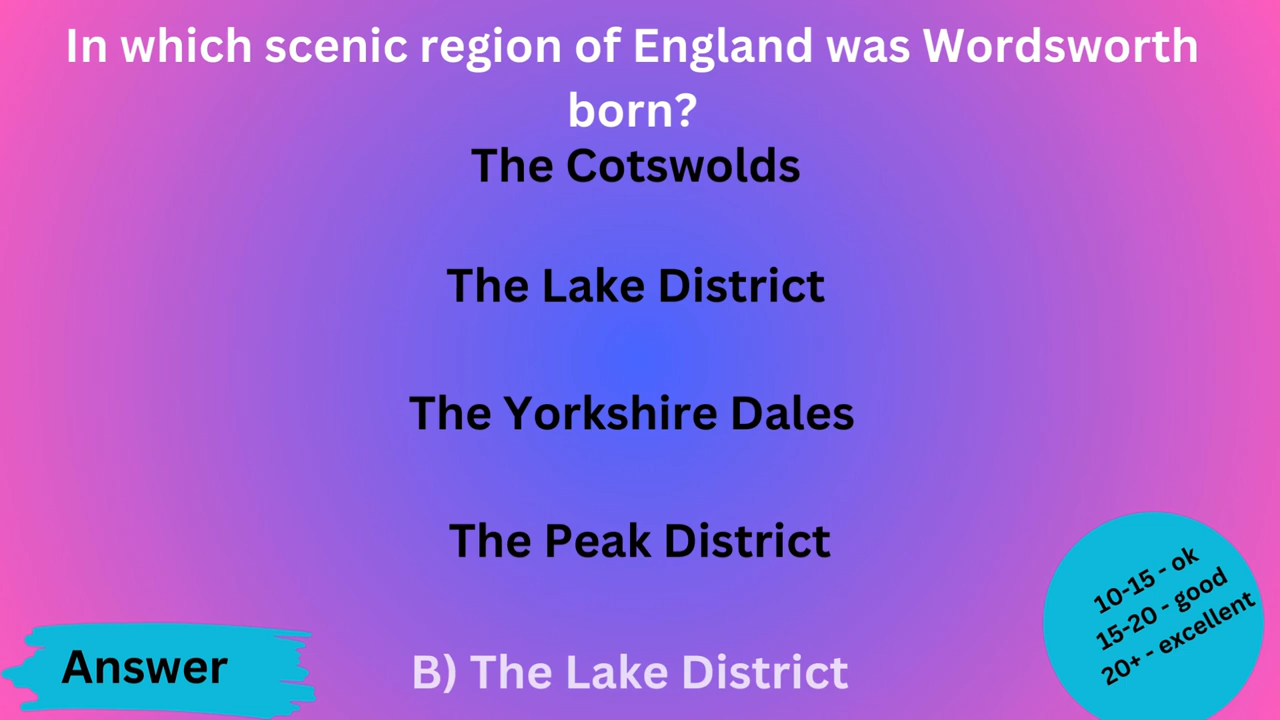 In which scenic region of England was Wordsworth
born?
The Cotswolds
The Lake District
The Yorkshire Dales
The Peak District
Answer
B) The Lake District
10-15 - ok
15-20 - good
20+ - excellent